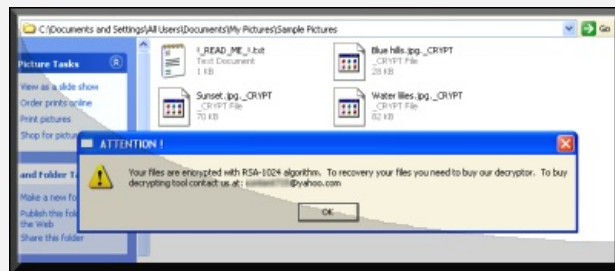 C:\Documents and Settings\All Users\Documents\My Pictures\Sample Pictures
Go
Picture Tasks
View as a slide show
Order prints online
Print pictures
Shop for pictu
!_READ_ME_!.txt
Text Document
1 KB
Blue hills.jpg._CRYPT
_CRYPT File
28 KB
Sunset.jpg._CRYPT
_CRYPT File
70 KB
Water lilies.jpg._CRYPT
_CRYPT File
82 KB
ATTENTION !
Your files are encrypted with RSA-1024 algorithm. To recovery your files you need to buy our decryptor. To buy
decrypting tool contact us at: @yahoo.com
OK
and Folder Ta
Make a new fo
Publish this fold
the Web
Share this folder